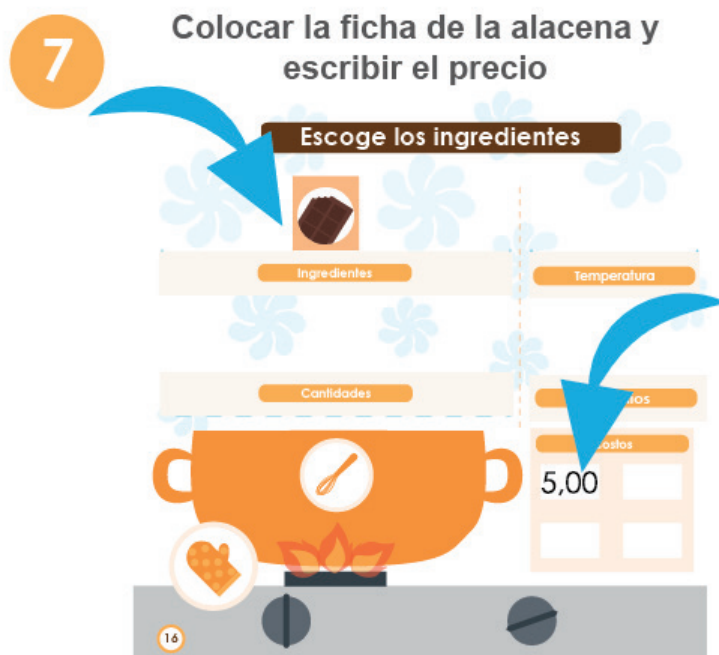 7
Colocar la ficha de la alacena y
escribir el precio
Escoge los ingredientes
Ingredientes
Temperatura
Cantidades
5,00
16